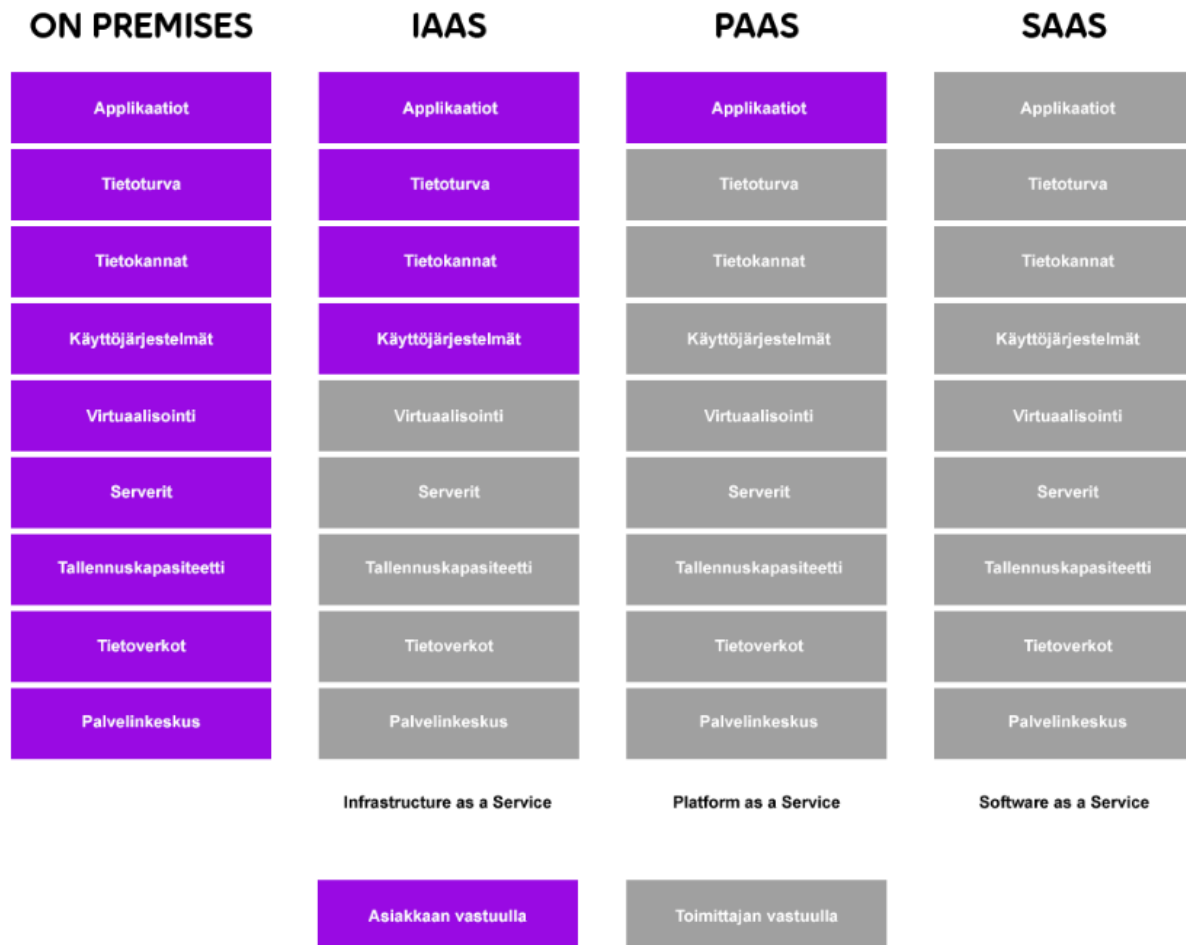 ON PREMISES
IAAS
PAAS
SAAS
Applikaatiot
Applikaatiot
Applikaatiot
Applikaatiot
Tietoturva
Tietoturva
Tietoturva
Tietoturva
Tietokannat
Tietokannat
Tietokannat
Tietokannat
Käyttöjärjestelmät
Käyttöjärjestelmät
Käyttöjärjestelmät
Käyttöjärjestelmät
Virtuaalisointi
Virtuaalisointi
Virtuaalisointi
Virtuaalisointi
Serverit
Serverit
Serverit
Serverit
Tallennuskapasiteetti
Tallennuskapasiteetti
Tallennuskapasiteetti
Tallennuskapasiteetti
Tietoverkot
Tietoverkot
Tietoverkot
Tietoverkot
Palvelinkeskus
Palvelinkeskus
Palvelinkeskus
Palvelinkeskus
Infrastructure as a Service
Platform as a Service
Software as a Service
Asiakkaan vastuulla
Toimittajan vastuulla